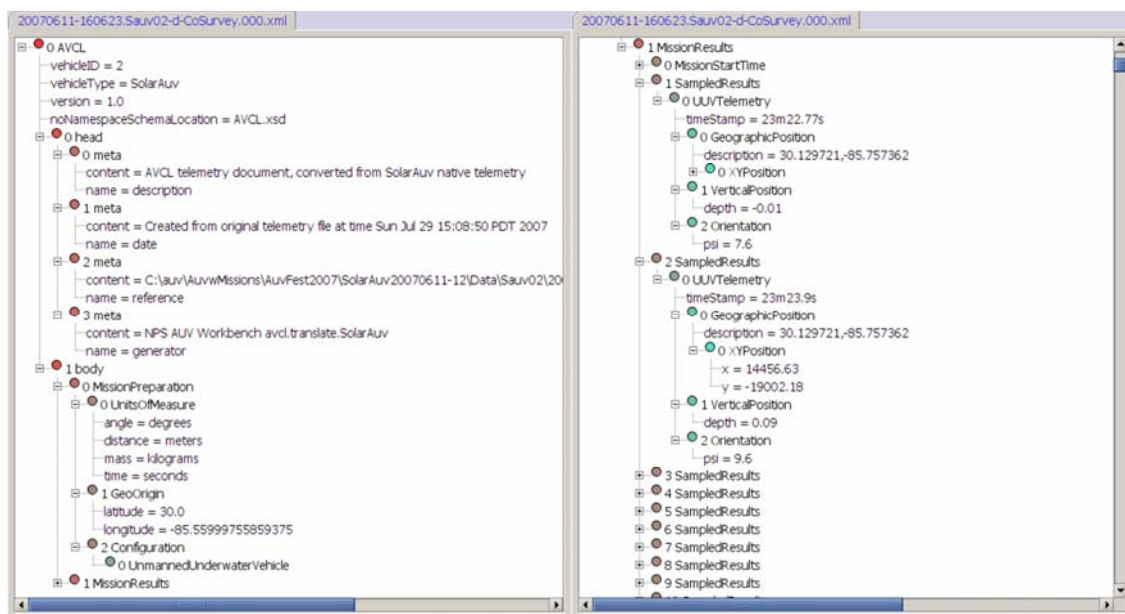 20070611-160623.Sauv02-d-CoSurvey.000.xml
0 AVCL
vehicleID = 2
vehicleType = SolarAuv
version = 1.0
noNamespaceSchemaLocation = AVCL.xsd
0 head
0 meta
content = AVCL telemetry document, converted from SolarAuv native telemetry
name = description
1 meta
content = Created from original telemetry file at time Sun Jul 29 15:08:50 PDT 2007
name = date
2 meta
content = C:\auv\AuvwMissions\AuvFest2007\SolarAuv20070611-12\Data\Sauv02\20
name = reference
3 meta
content = NPS AUV Workbench avcl.translate.SolarAuv
name = generator
1 body
0 MissionPreparation
0 UnitsOfMeasure
angle = degrees
distance = meters
mass = kilograms
time = seconds
1 GeoOrigin
latitude = 30.0
longitude = -85.55999755859375
2 Configuration
0 UnmannedUnderwaterVehicle
1 MissionResults
20070611-160623.Sauv02-d-CoSurvey.000.xml
1 MissionResults
0 MissionStartTime
1 SampledResults
0 UUVTelemetry
timeStamp = 23m22.77s
0 GeographicPosition
description = 30.129721,-85.757362
0 XYPosition
1 VerticalPosition
depth = -0.01
2 Orientation
psi = 7.6
2 SampledResults
0 UUVTelemetry
timeStamp = 23m23.9s
0 GeographicPosition
description = 30.129721,-85.757362
0 XYPosition
x = 14456.63
y = -19002.18
1 VerticalPosition
depth = 0.09
2 Orientation
psi = 9.6
3 SampledResults
4 SampledResults
5 SampledResults
6 SampledResults
7 SampledResults
8 SampledResults
9 SampledResults